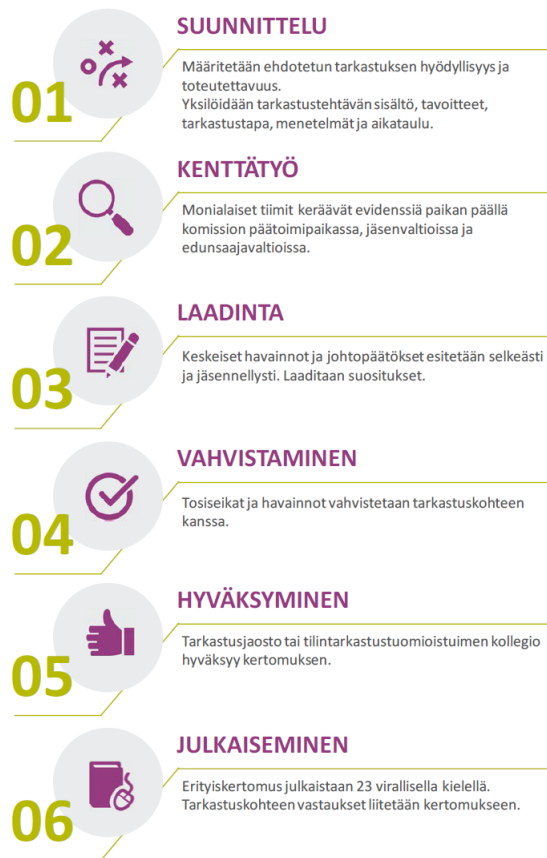 SUUNNITTELU
01
Määritetään ehdotetun tarkastuksen hyödyllisyys ja
toteutettavuus.
Yksilöidään tarkastustehtävän sisältö, tavoitteet,
tarkastustapa, menetelmät ja aikataulu.
KENTTÄTYÖ
02
Monialaiset tiimit keräävät evidenssiä paikan päällä
komission päätoimipaikassa, jäsenvaltioissa ja
edunsaajavaltioissa.
LAADINTA
03
Keskeiset havainnot ja johtopäätökset esitetään selkeästi
ja jäsennellysti. Laaditaan suositukset.
VAHVISTAMINEN
04
Tosiseikat ja havainnot vahvistetaan tarkastuskohteen
kanssa.
HYVÄKSYMINEN
05
Tarkastusjaosto tai tilintarkastustuomioistuimen kollegio
hyväksyy kertomuksen.
JULKAISEMINEN
06
Erityiskertomus julkaistaan 23 virallisella kielellä.
Tarkastuskohteen vastaukset liitetään kertomukseen.